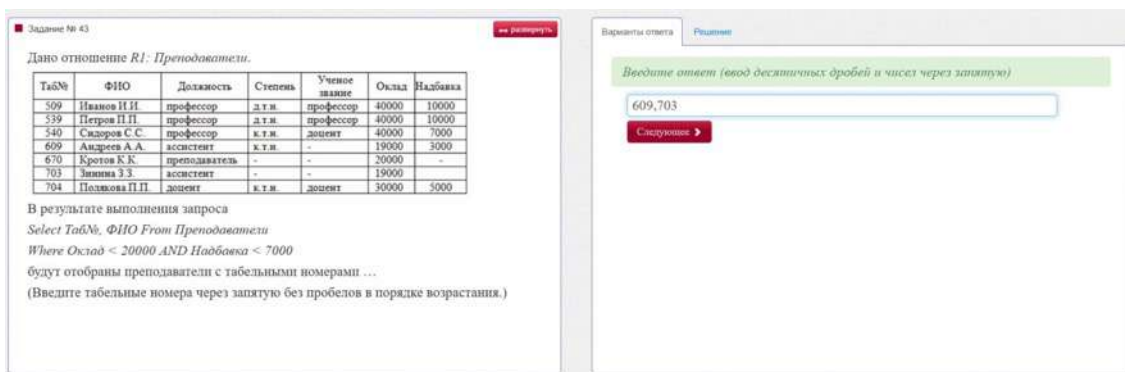 Задание № 43
развернуть
Дано отношение R1: Преподаватели.
Таб№ ФИО Должность Степень Ученое звание Оклад Надбавка
509 Иванов И.И. профессор д.т.н. профессор 40000 10000
539 Петров П.П. профессор д.т.н. профессор 40000 10000
540 Сидоров С.С. профессор к.т.н. доцент 40000 7000
609 Андреев А.А. ассистент к.т.н. - 19000 3000
670 Кротов К.К. преподаватель - - 20000 -
703 Зинина З.З. ассистент - - 19000
704 Полякова П.П. доцент к.т.н. доцент 30000 5000
В результате выполнения запроса
Select Таб№, ФИО From Преподаватели
Where Оклад < 20000 AND Надбавка < 7000
будут отобраны преподаватели с табельными номерами …
(Введите табельные номера через запятую без пробелов в порядке возрастания.)
Варианты ответа Решение
Введите ответ (ввод десятичных дробей и чисел через запятую)
609,703
Следующее